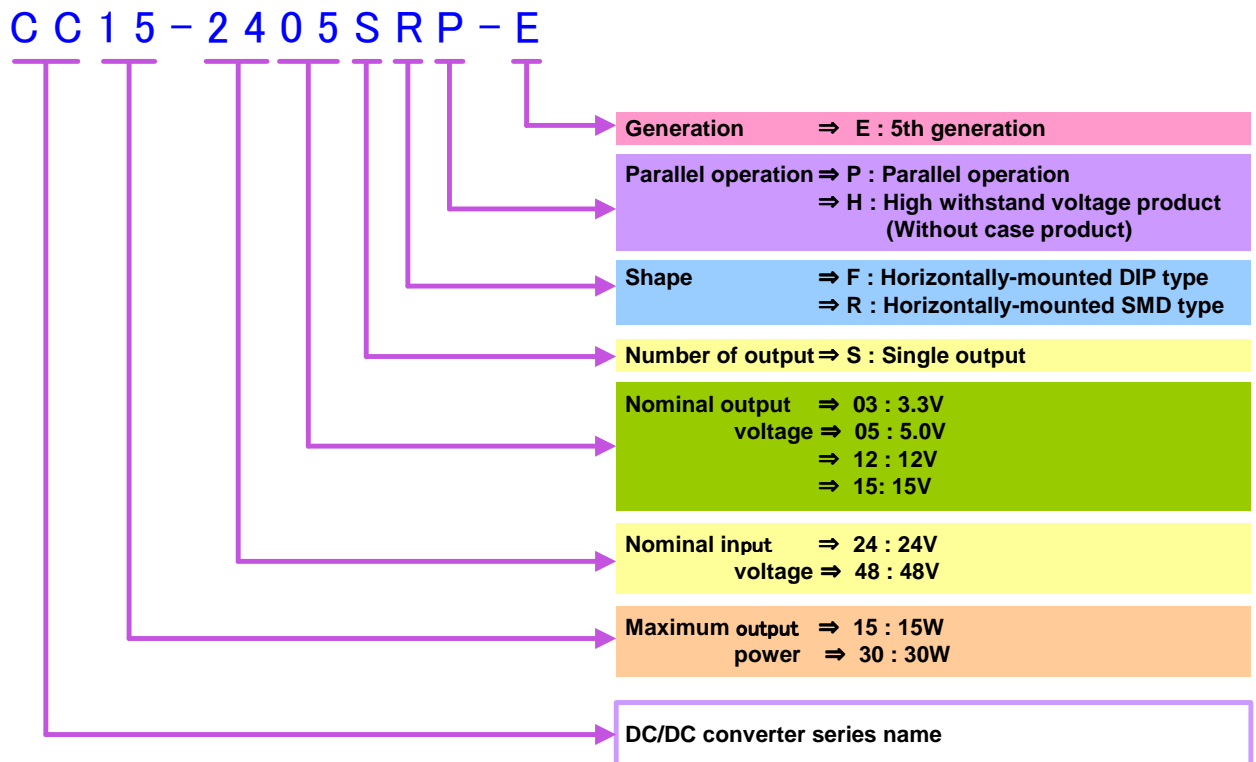 CC15-2405SRP-E
Generation ⇒ E : 5th generation
Parallel operation ⇒ P : Parallel operation
⇒ H : High withstand voltage product
(Without case product)
Shape ⇒ F : Horizontally-mounted DIP type
⇒ R : Horizontally-mounted SMD type
Number of output ⇒ S : Single output
Nominal output ⇒ 03 : 3.3V
voltage ⇒ 05 : 5.0V
⇒ 12 : 12V
⇒ 15: 15V
Nominal input ⇒ 24 : 24V
voltage ⇒ 48 : 48V
Maximum output ⇒ 15 : 15W
power ⇒ 30 : 30W
DC/DC converter series name